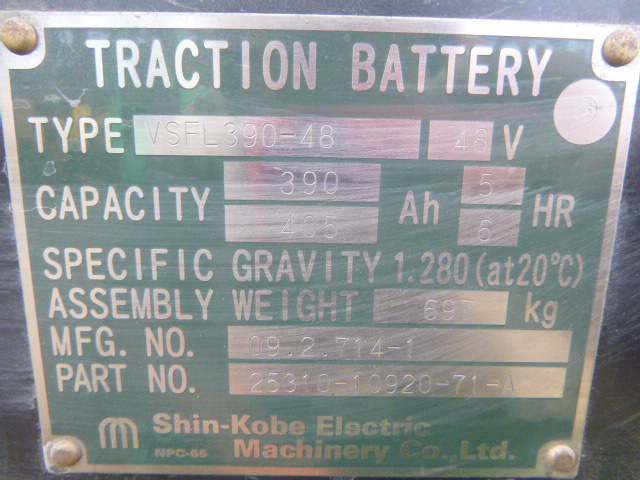 TRACTION BATTERY
TYPE VSFL390-48 48 V
CAPACITY 390 Ah 5 HR
405 6
SPECIFIC GRAVITY 1.280 (at20°C)
ASSEMBLY WEIGHT 697 kg
MFG. NO. 09.2.714-1
PART NO. 25310-10920-71-A
Shin-Kobe Electric
NPC-65 Machinery Co.,Ltd.